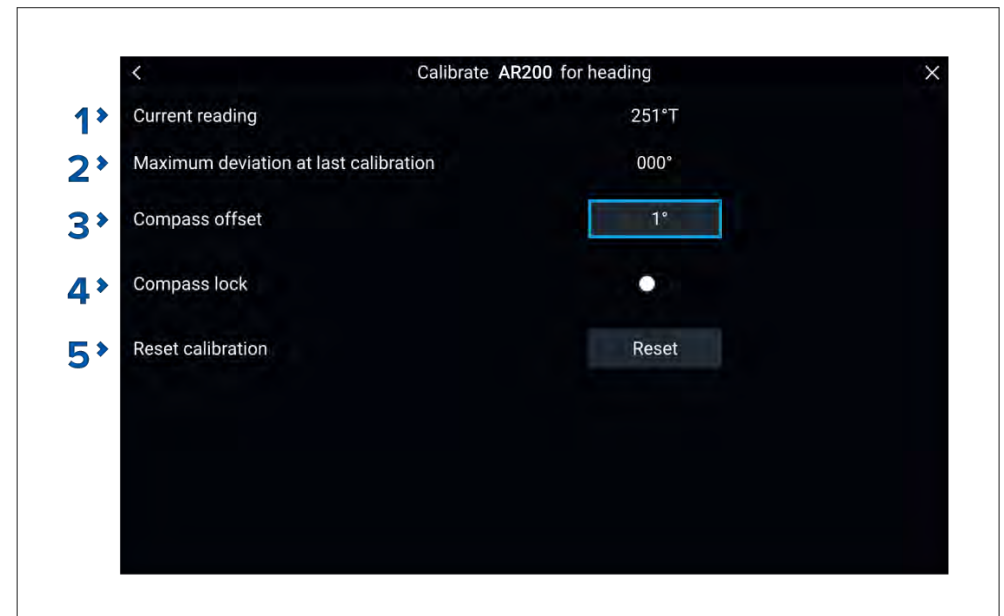 Calibrate AR200 for heading
1 Current reading 251°T
2 Maximum deviation at last calibration 000°
3 Compass offset 1°
4 Compass lock
5 Reset calibration Reset